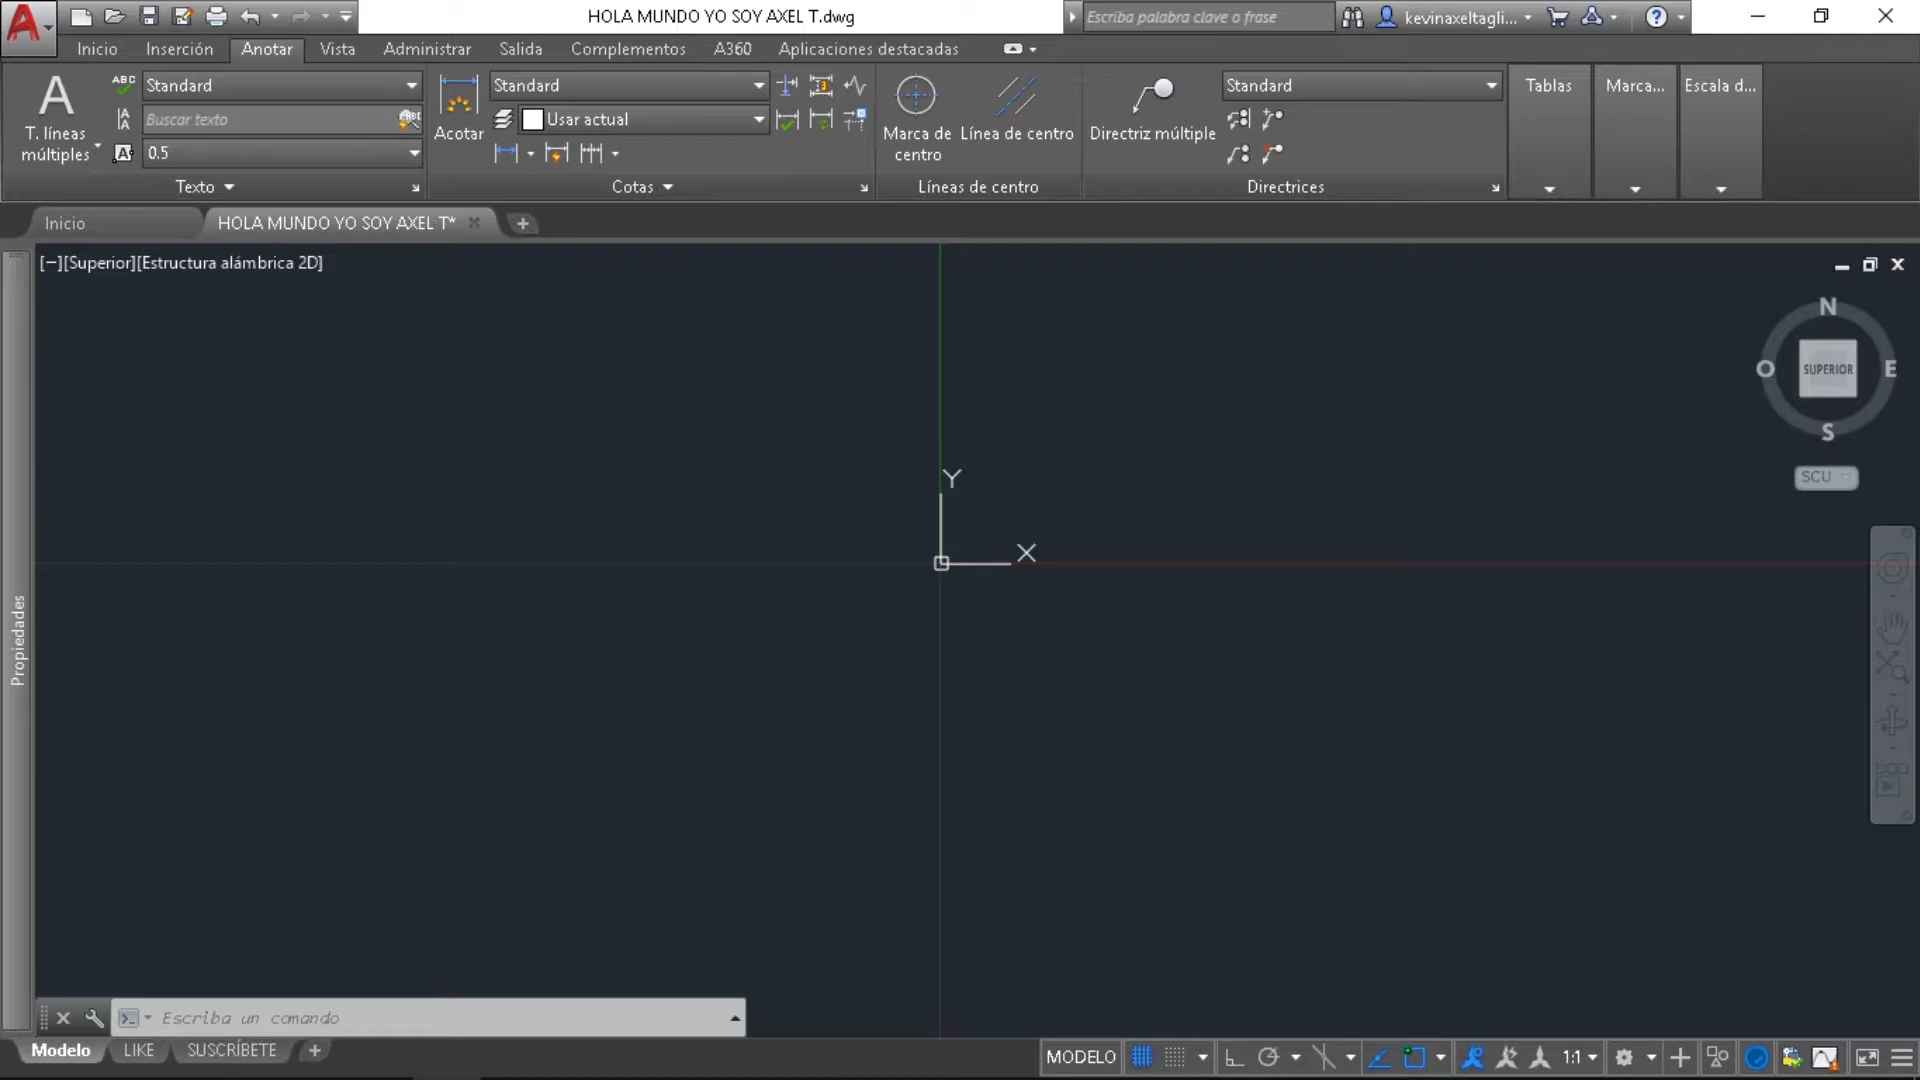 HOLA MUNDO YO SOY AXEL T.dwg
Escriba palabra clave o frase
kevinaxeltagli...
Inicio Inserción Anotar Vista Administrar Salida Complementos A360 Aplicaciones destacadas
A
T. líneas
múltiples
ABC
Standard
Buscar texto
0.5
Texto
Acotar
Standard
Usar actual
Cotas
Marca de
centro
Línea de centro
Líneas de centro
Directriz múltiple
Standard
Directrices
Tablas
Marca...
Escala d...
Inicio
HOLA MUNDO YO SOY AXEL T*
[−][Superior][Estructura alámbrica 2D]
N
O
SUPERIOR
E
S
SCU
Y
X
Propiedades
Escriba un comando
Modelo
LIKE
SUSCRÍBETE
MODELO
1:1